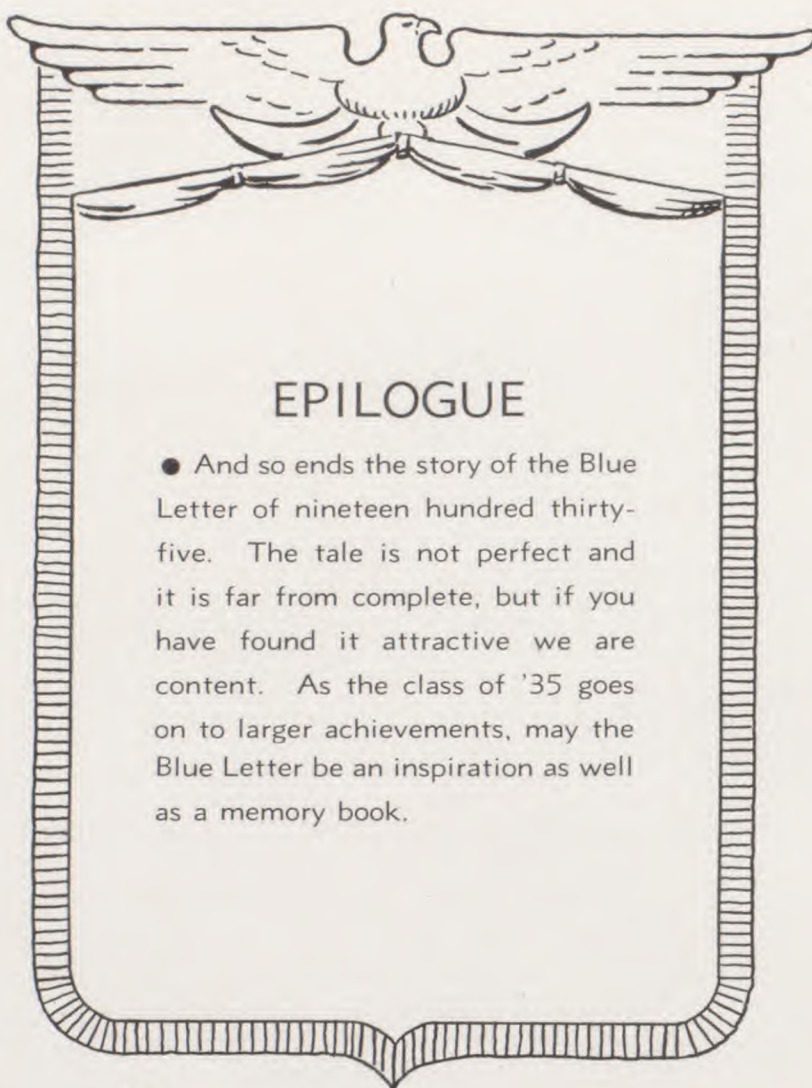 EPILOGUE
● And so ends the story of the Blue
Letter of nineteen hundred thirty-
five. The tale is not perfect and
it is far from complete, but if you
have found it attractive we are
content. As the class of '35 goes
on to larger achievements, may the
Blue Letter be an inspiration as well
as a memory book.